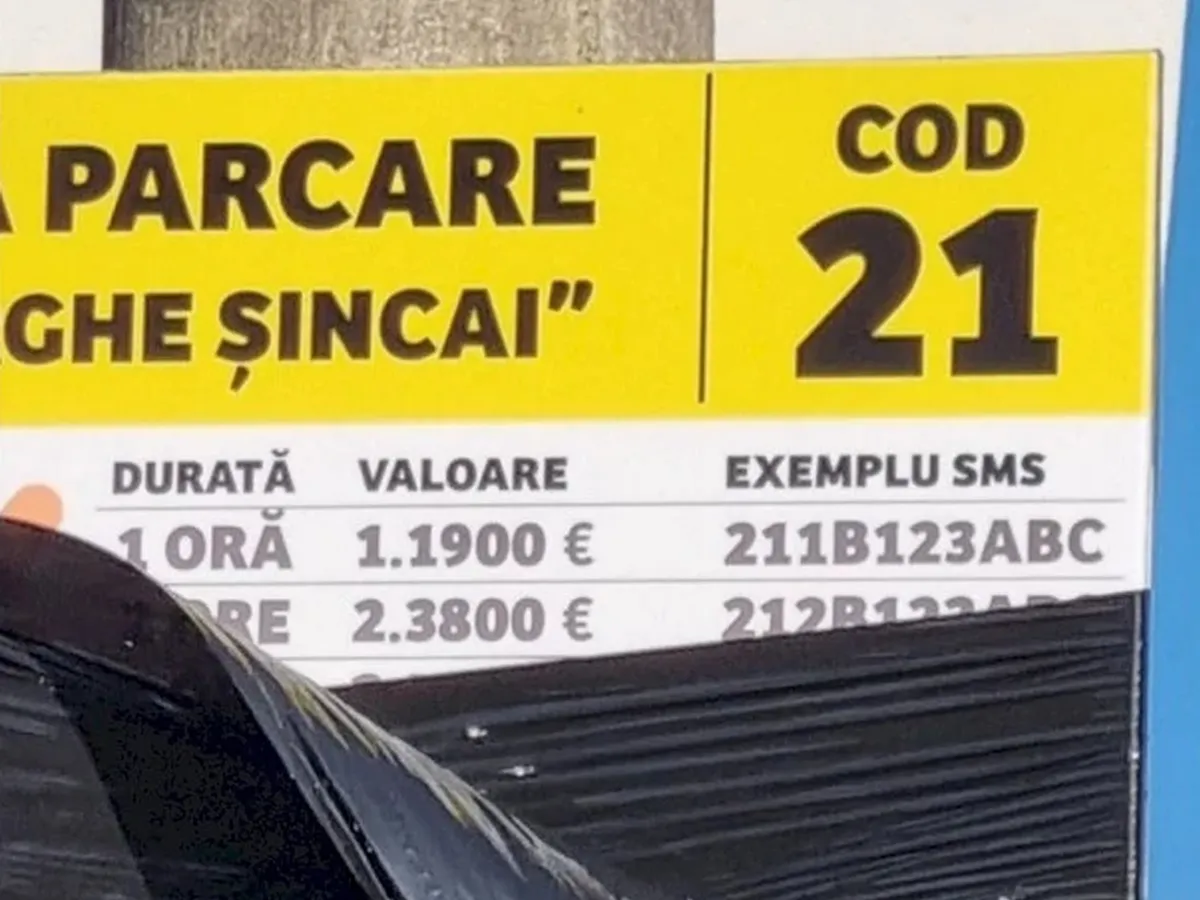 PARCARE
GHE ȘINCAI”
COD
21
DURATĂ VALOARE EXEMPLU SMS
1 ORĂ 1.1900 € 211B123ABC
2.3800 €